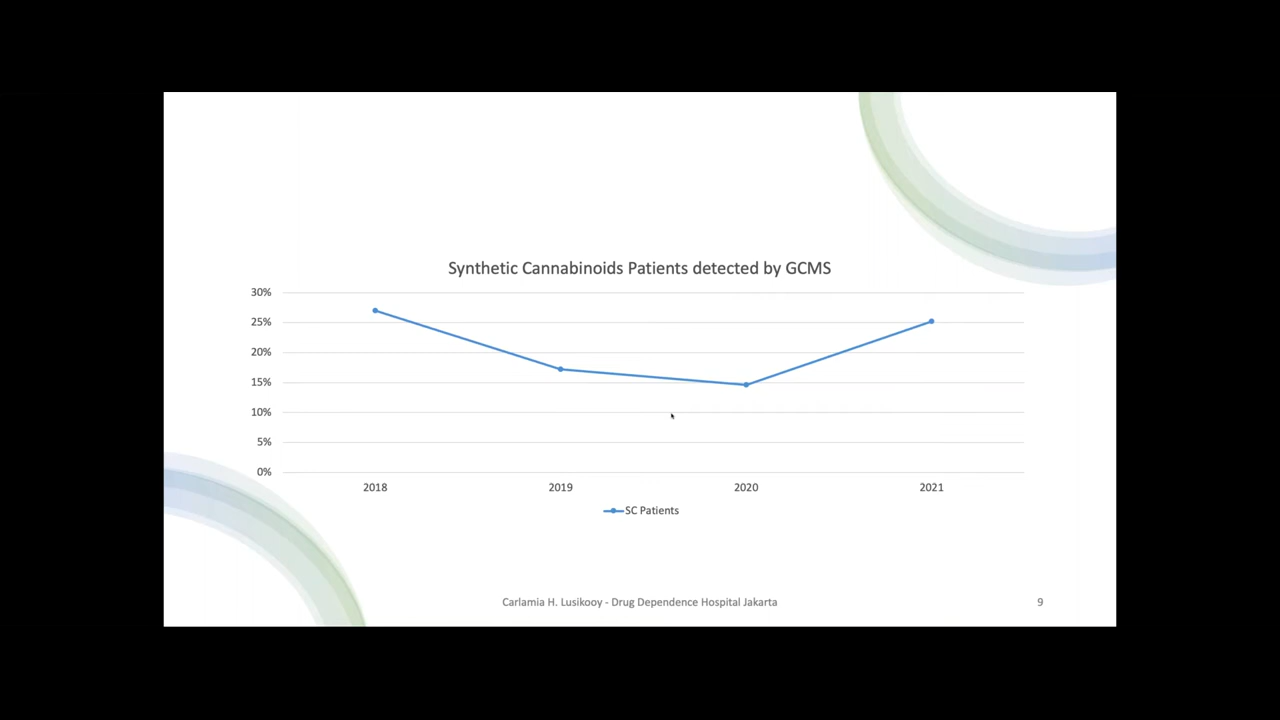 Synthetic Cannabinoids Patients detected by GCMS
30%
25%
20%
15%
10%
5%
0%
2018 2019 2020 2021
SC Patients
Carlamia H. Lusikooy - Drug Dependence Hospital Jakarta 9